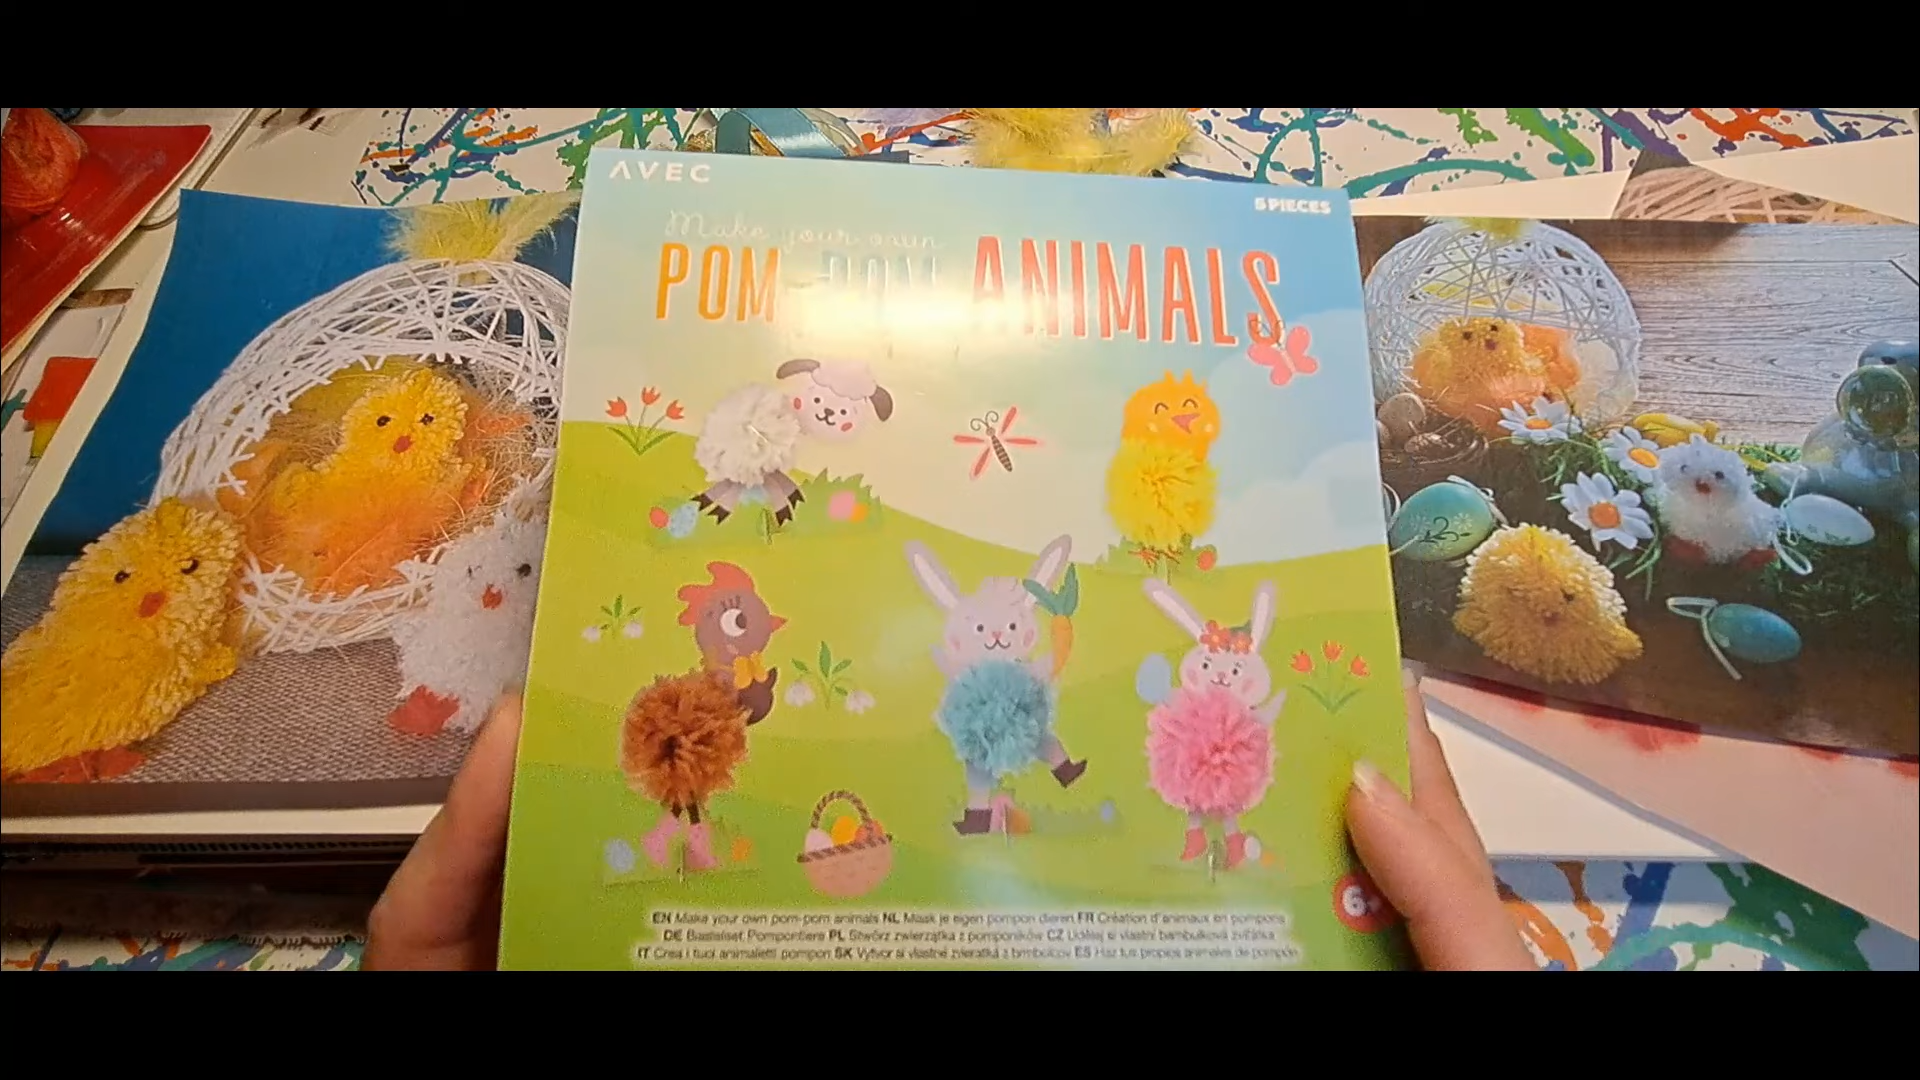 AVEC
5 PIECES
Make your own
POM POM ANIMALS
6+
EN Make your own pom-pom animals NL Maak je eigen pompon dieren FR Création d'animaux en pompons
DE Bastelset Pompontiere PL Stwórz zwierzątka z pomponików CZ Udělej si vlastní bambulková zvířátka
IT Crea i tuoi animaletti pompon SK Vytvor si vlastné zvieratká z brmbolcov ES Haz tus propios animales de pompón